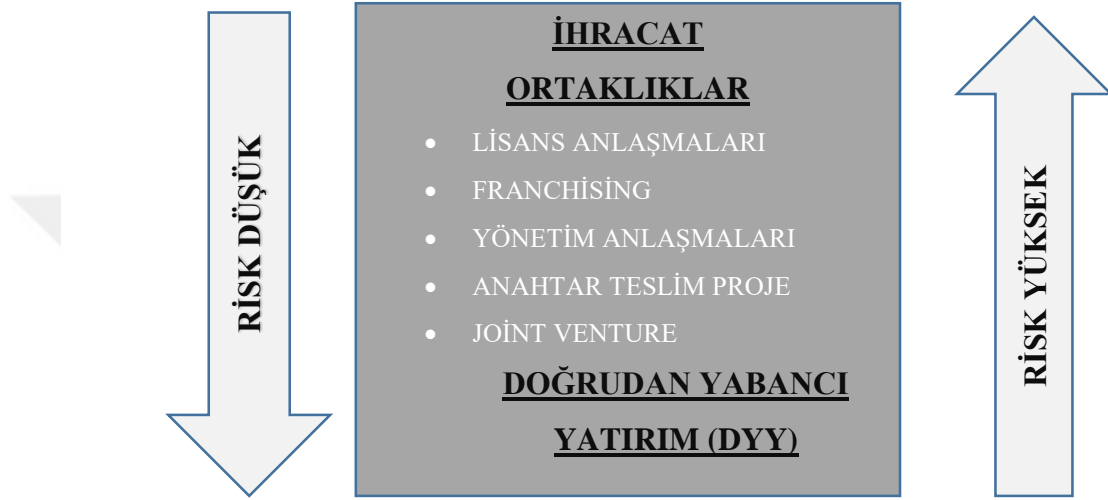 RİSK DÜŞÜK
İHRACAT
ORTAKLIKLAR
• LİSANS ANLAŞMALARI
• FRANCHİSİNG
• YÖNETİM ANLAŞMALARI
• ANAHTAR TESLİM PROJE
• JOİNT VENTURE
DOĞRUDAN YABANCI
YATIRIM (DYY)
RİSK YÜKSEK